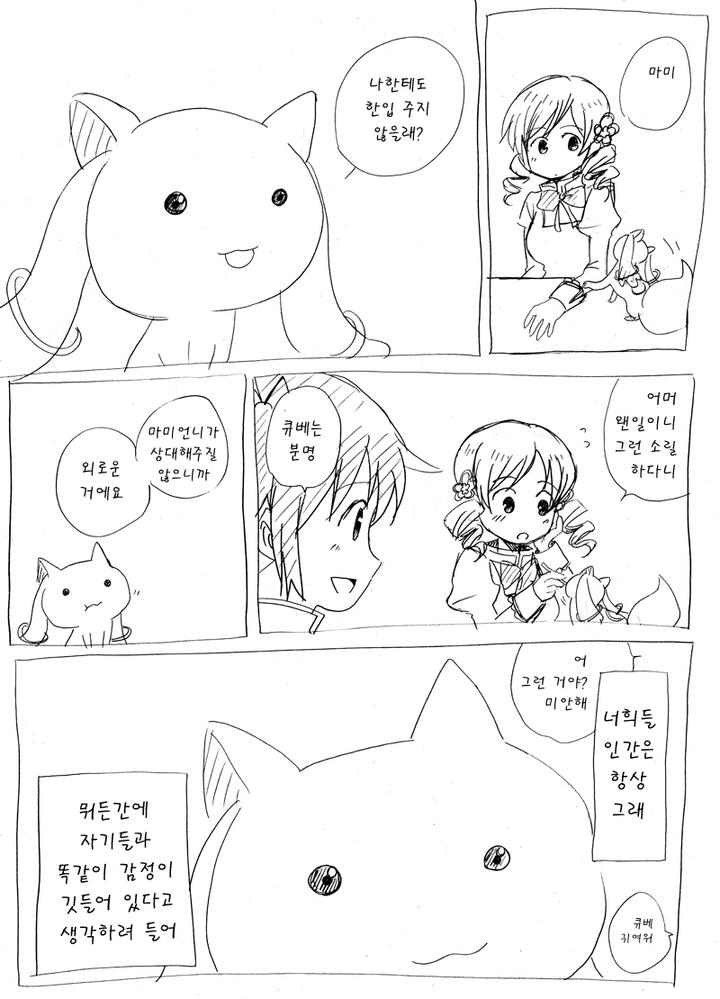 마미
나한테도
한입 주지
않을래?
어머
웬일이니
그런 소릴
하다니
큐베는
분명
마미언니가
상대해주질
않으니까
외로운
거에요
어
그런 거야?
미안해
너희들
인간은
항상
그래
뭐든간에
자기들과
똑같이 감정이
깃들어 있다고
생각하려 들어
큐베
귀여워